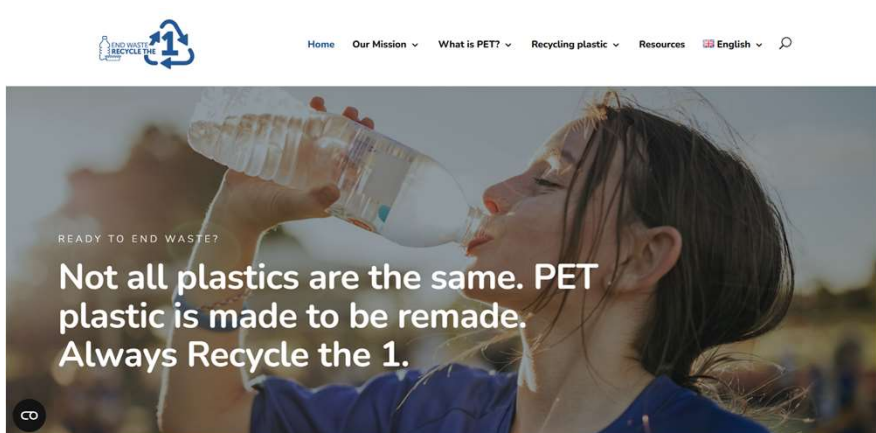 END WASTE
RECYCLE THE
1
Home
Our Mission
What is PET?
Recycling plastic
Resources
English
READY TO END WASTE?
Not all plastics are the same. PET
plastic is made to be remade.
Always Recycle the 1.